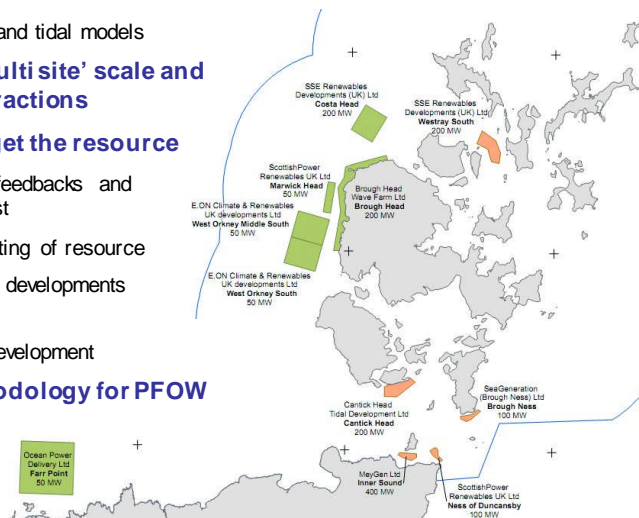 and tidal models
ulti site’ scale and
ractions
get the resource
feedbacks and
st
ting of resource
developments
evelopment
odology for PFOW
SSE Renewables
Developments (UK) Ltd
Costa Head
200 MW
SSE Renewables
Developments (UK) Ltd
Westray South
200 MW
ScottishPower
Renewables UK Ltd
Marwick Head
50 MW
Brough Head
Wave Farm Ltd
Brough Head
200 MW
E.ON Climate & Renewables
UK developments Ltd
West Orkney Middle South
50 MW
E.ON Climate & Renewables
UK developments Ltd
West Orkney South
50 MW
Cantick Head
Tidal Development Ltd
Cantick Head
200 MW
SeaGeneration
(Brough Ness) Ltd
Brough Ness
100 MW
Ocean Power
Delivery Ltd
Farr Point
50 MW
MeyGen Ltd
Inner Sound
400 MW
ScottishPower
Renewables UK Ltd
Ness of Duncansby
100 MW